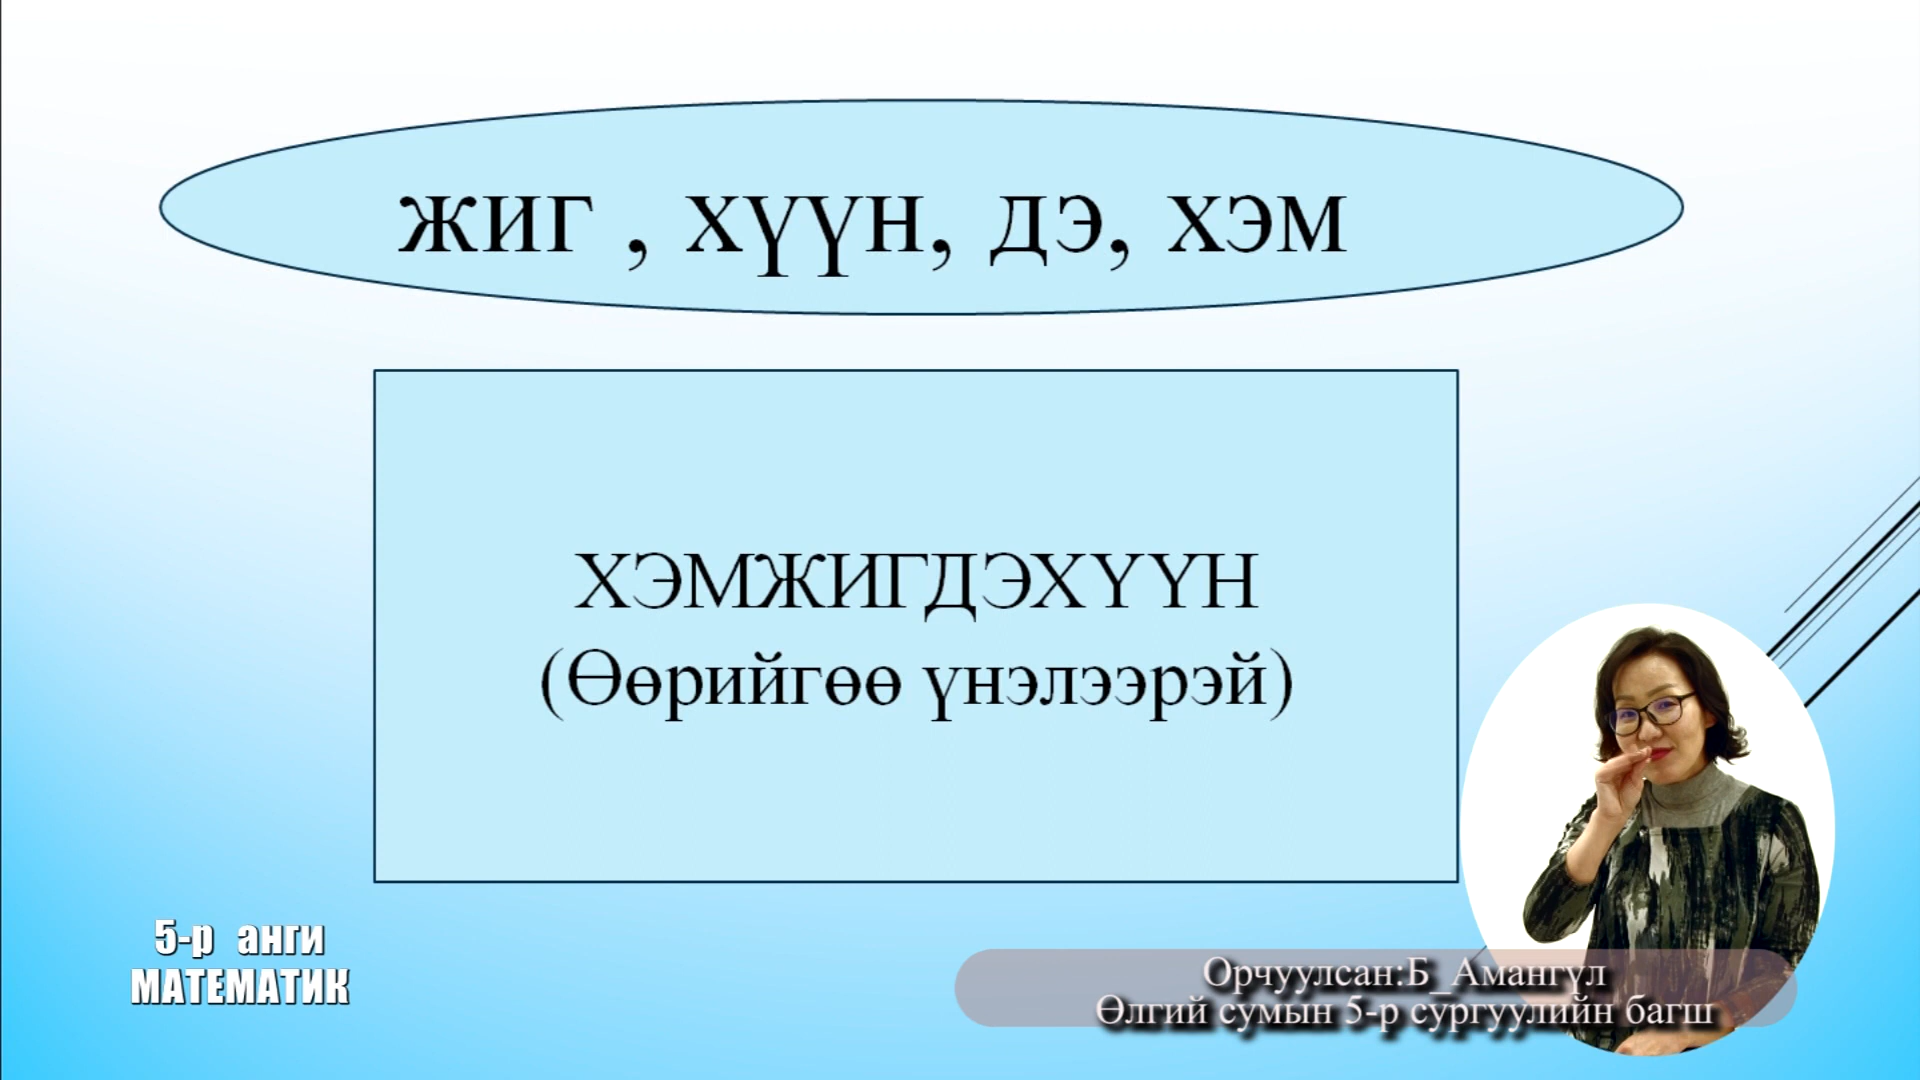 жиг , хүүн, дэ, хэм
ХЭМЖИГДЭХҮҮН
(Өөрийгөө үнэлээрэй)
5-р анги
МАТЕМАТИК
Орчуулсан:Б_Амангүл
Өлгий сумын 5-р сургуулийн багш